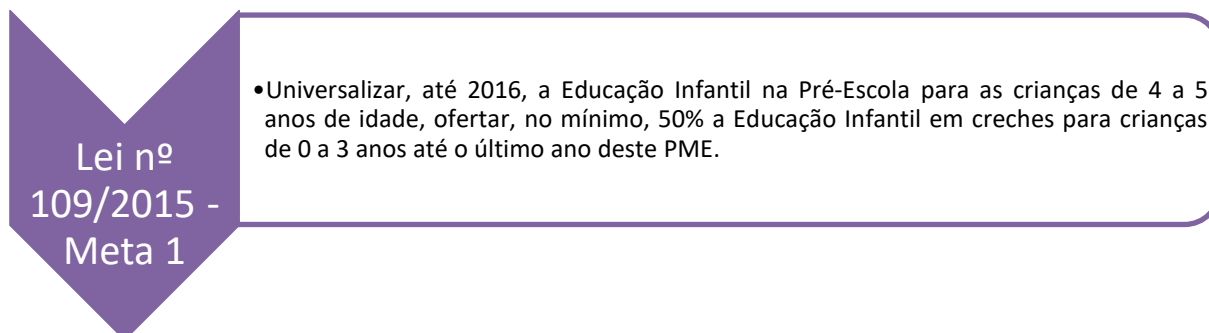 Lei nº
109/2015 -
Meta 1
•Universalizar, até 2016, a Educação Infantil na Pré-Escola para as crianças de 4 a 5
anos de idade, ofertar, no mínimo, 50% a Educação Infantil em creches para crianças
de 0 a 3 anos até o último ano deste PME.